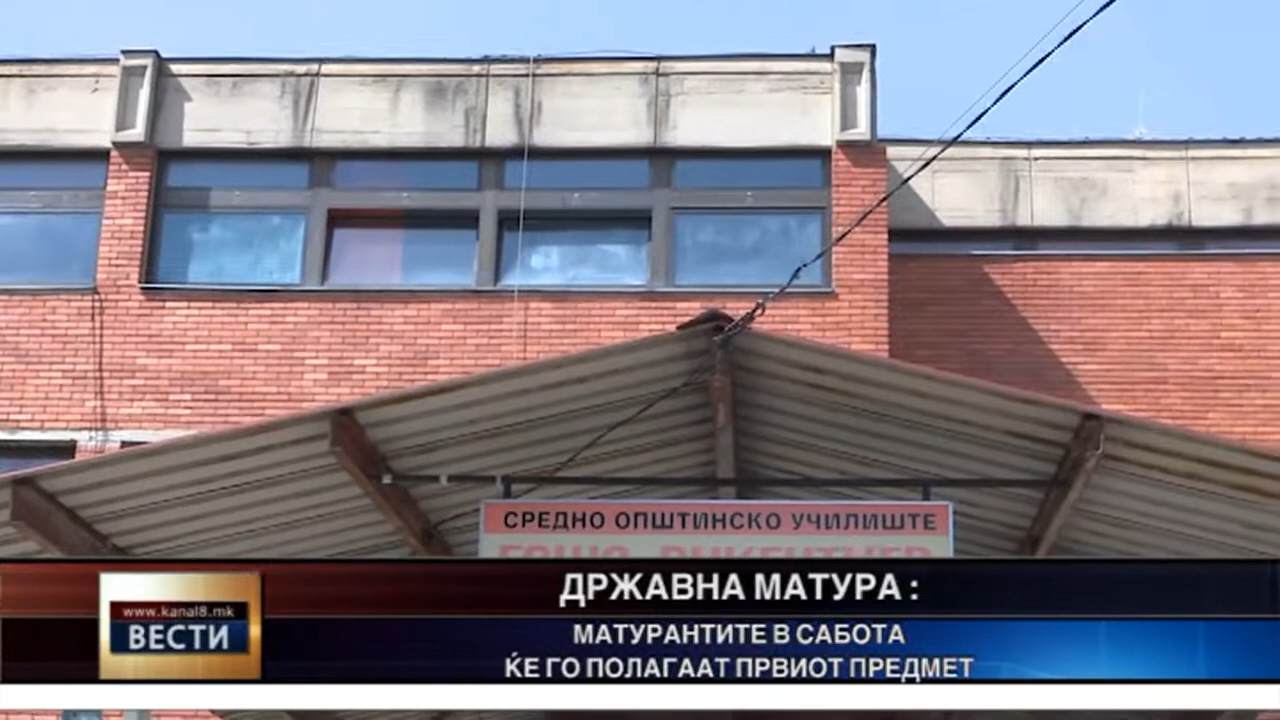 СРЕДНО ОПШТИНСКО УЧИЛИШТЕ
ДРЖАВНА МАТУРА :
www.kanal8.mk
ВЕСТИ
МАТУРАНТИТЕ В САБОТА
ЌЕ ГО ПОЛАГААТ ПРВИОТ ПРЕДМЕТ